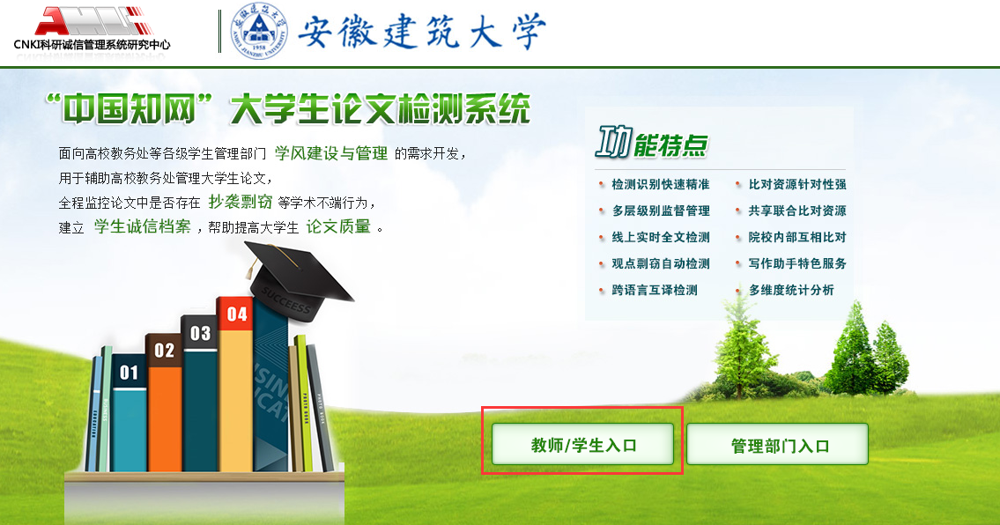 AMLC
CNKI科研诚信管理系统研究中心
安徽建筑大学
ANHUI JIANZHU UNIVERSITY
1958
“中国知网”大学生论文检测系统
面向高校教务处等各级学生管理部门 学风建设与管理 的需求开发，
用于辅助高校教务处管理大学生论文，
全程监控论文中是否存在 抄袭剽窃 等学术不端行为，
建立 学生诚信档案 ，帮助提高大学生 论文质量 。
功能特点
检测识别快速精准
比对资源针对性强
多层级别监督管理
共享联合比对资源
线上实时全文检测
院校内部互相比对
观点剽窃自动检测
写作助手特色服务
跨语言互译检测
多维度统计分析
SUCCEESS
01
02
03
04
教师/学生入口
管理部门入口